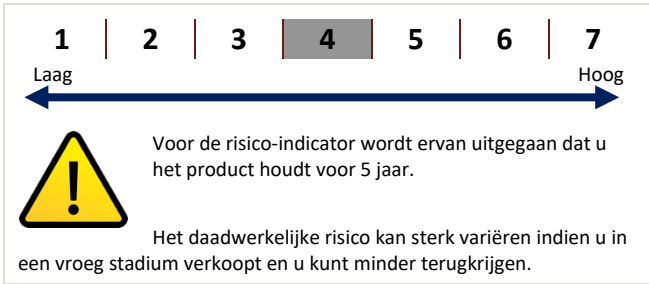 1 2 3 4 5 6 7
Laag Hoog
Voor de risico-indicator wordt ervan uitgegaan dat u
het product houdt voor 5 jaar.
Het daadwerkelijke risico kan sterk variëren indien u in
een vroeg stadium verkoopt en u kunt minder terugkrijgen.